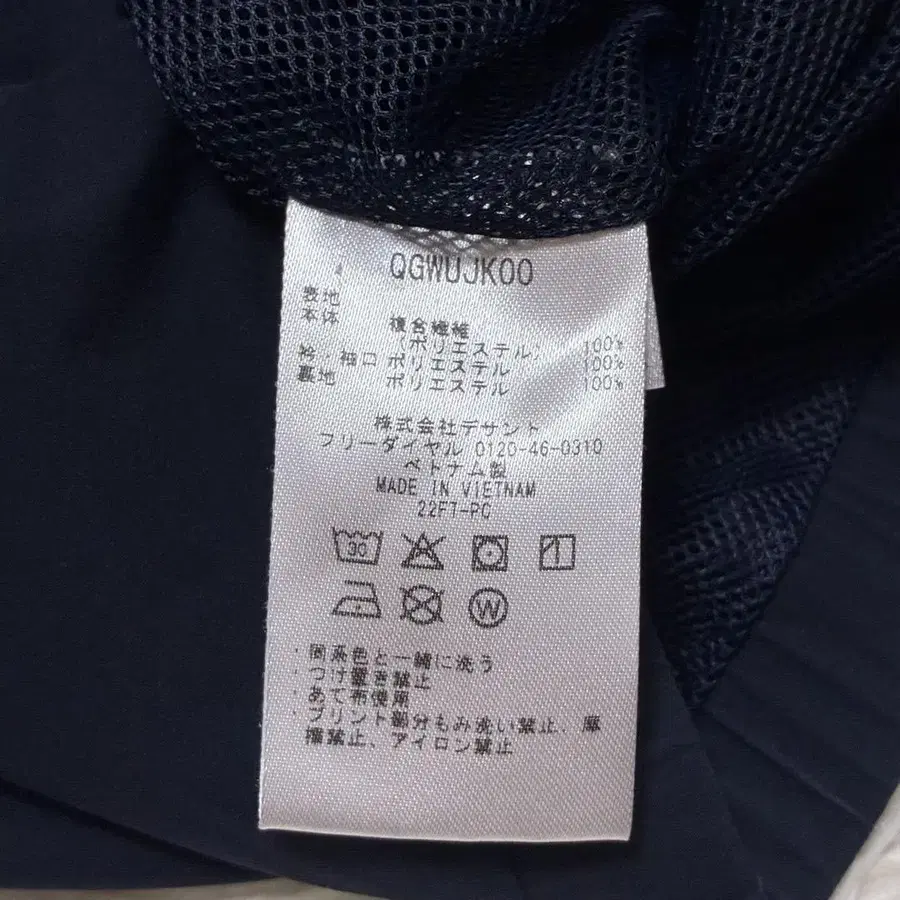 QGWUJK00
表地
本体
複合繊維
(ポリエステル) 100%
衿・袖口 ポリエステル 100%
裏地 ポリエステル 100%
株式会社デサント
フリーダイヤル 0120-46-0310
ベトナム製
MADE IN VIETNAM
22F7-PC
30
W
・同系色と一緒に洗う
・つけ置き禁止
・あて布使用
・プリント部分もみ洗い禁止、摩
擦禁止、アイロン禁止